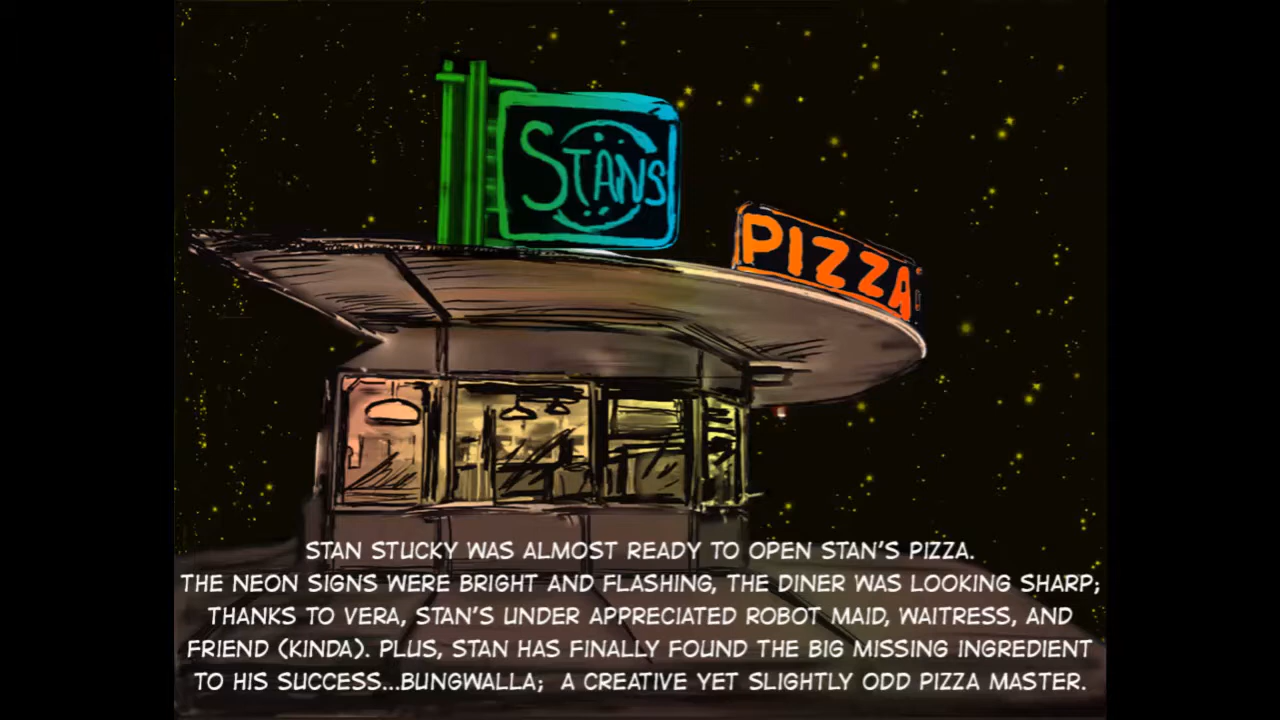 STANS
PIZZA
STAN STUCKY WAS ALMOST READY TO OPEN STAN'S PIZZA.
THE NEON SIGNS WERE BRIGHT AND FLASHING, THE DINER WAS LOOKING SHARP;
THANKS TO VERA, STAN'S UNDER APPRECIATED ROBOT MAID, WAITRESS, AND
FRIEND (KINDA). PLUS, STAN HAS FINALLY FOUND THE BIG MISSING INGREDIENT
TO HIS SUCCESS...BUNGWALLA; A CREATIVE YET SLIGHTLY ODD PIZZA MASTER.